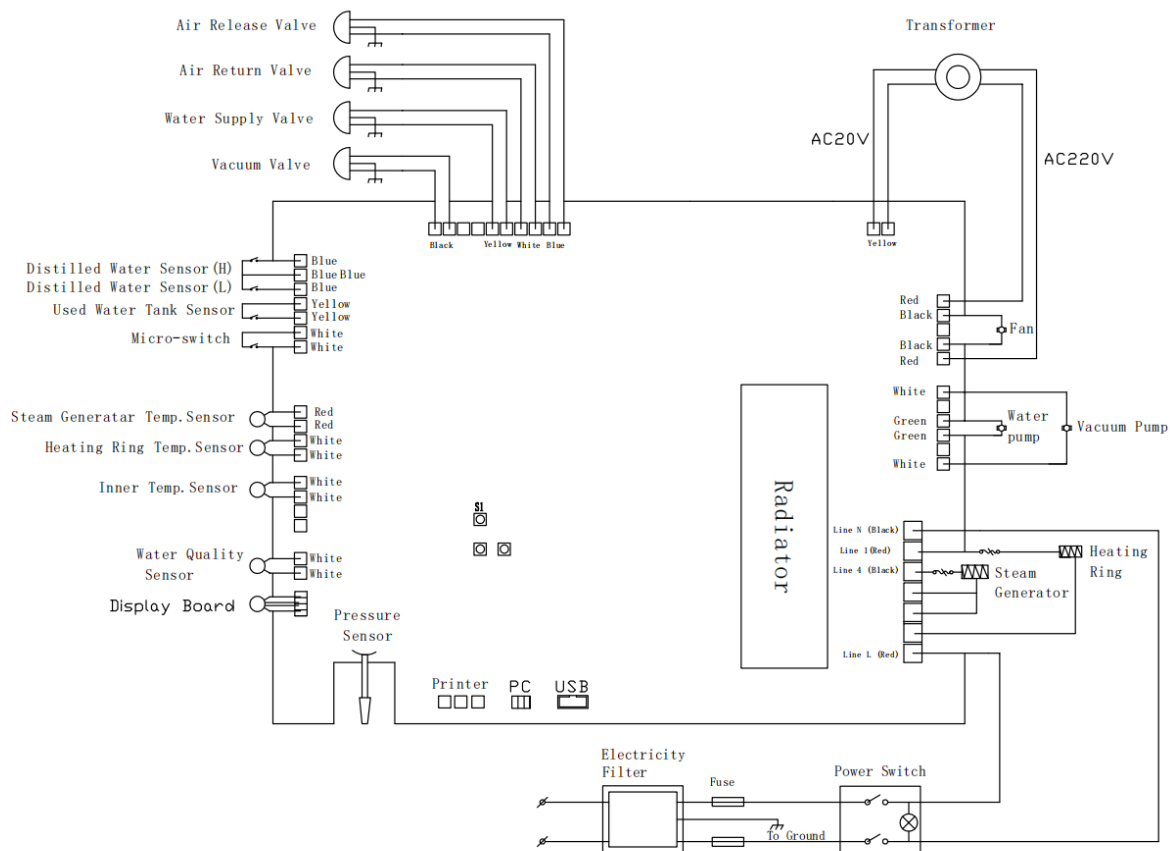 Air Release Valve
Transformer
Air Return Valve
Water Supply Valve
Vacuum Valve
AC20V
AC220V
Black
Yellow
White
Blue
Yellow
Distilled Water Sensor(H)
Blue
Blue Blue
Distilled Water Sensor(L)
Blue
Used Water Tank Sensor
Yellow
Yellow
Micro-switch
White
White
Red
Black
Fan
Black
Red
Steam Generatar Temp.Sensor
Red
Red
Heating Ring Temp.Sensor
White
White
Inner Temp.Sensor
White
White
White
Green
Green
White
Water
pump
Vacuum Pump
S1
Radiator
Water Quality
Sensor
White
White
Display Board
Line N (Black)
Line 1(Red)
Line 4 (Black)
Line L (Red)
Heating
Ring
Steam
Generator
Pressure
Sensor
Printer
PC
USB
Electricity
Filter
Fuse
Power Switch
To Ground